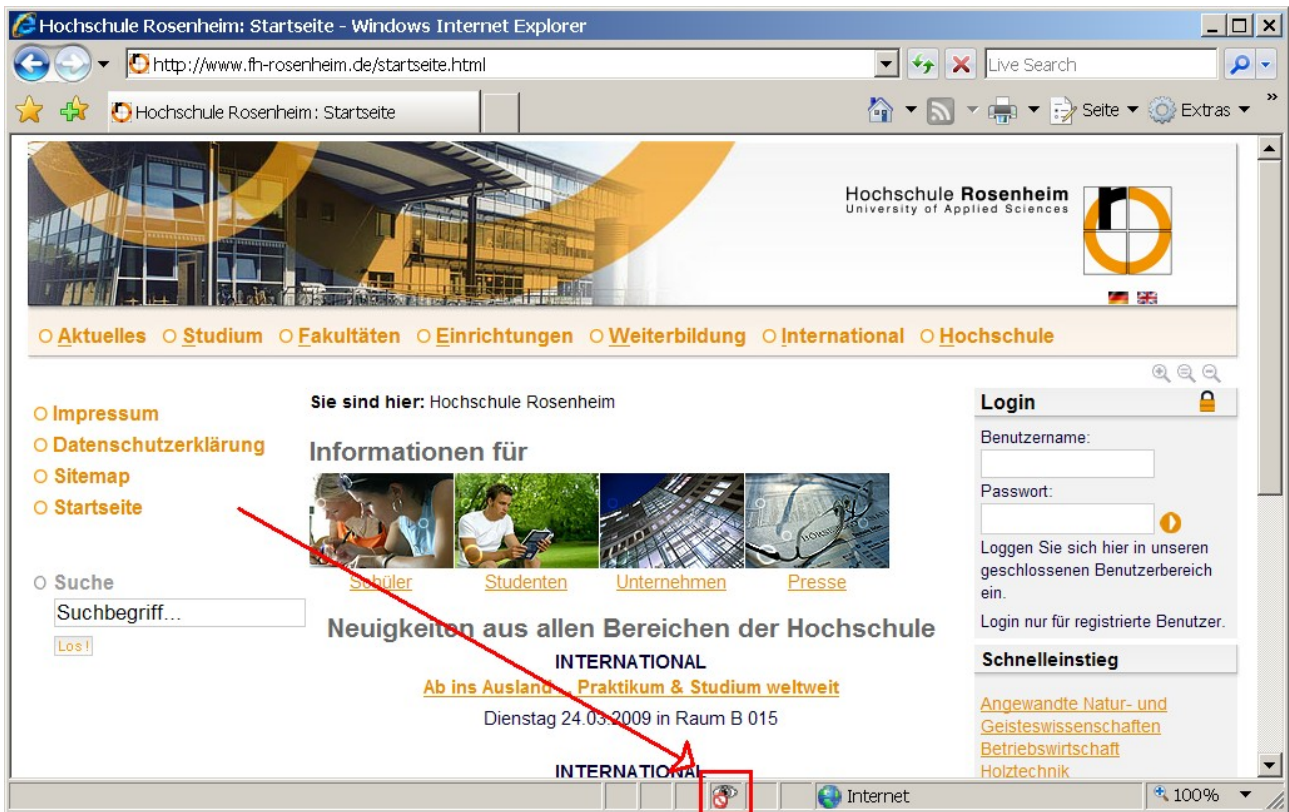 Hochschule Rosenheim: Startseite - Windows Internet Explorer
http://www.fh-rosenheim.de/startseite.html
Live Search
Hochschule Rosenheim : Startseite
Seite
Extras
»
Hochschule Rosenheim
University of Applied Sciences
r
Aktuelles Studium Fakultäten Einrichtungen Weiterbildung International Hochschule
Impressum
Datenschutzerklärung
Sitemap
Startseite
Suche
Suchbegriff...
Los!
Sie sind hier: Hochschule Rosenheim
Informationen für
Schüler Studenten Unternehmen Presse
Neuigkeiten aus allen Bereichen der Hochschule
INTERNATIONAL
Ab ins Ausland... Praktikum & Studium weltweit
Dienstag 24.03.2009 in Raum B 015
INTERNATIONAL
Login
Benutzername:
Passwort:
Loggen Sie sich hier in unseren
geschlossenen Benutzerbereich
ein.
Login nur für registrierte Benutzer.
Schnelleinstieg
Angewandte Natur- und
Geisteswissenschaften
Betriebswirtschaft
Holztechnik
Internet
100%